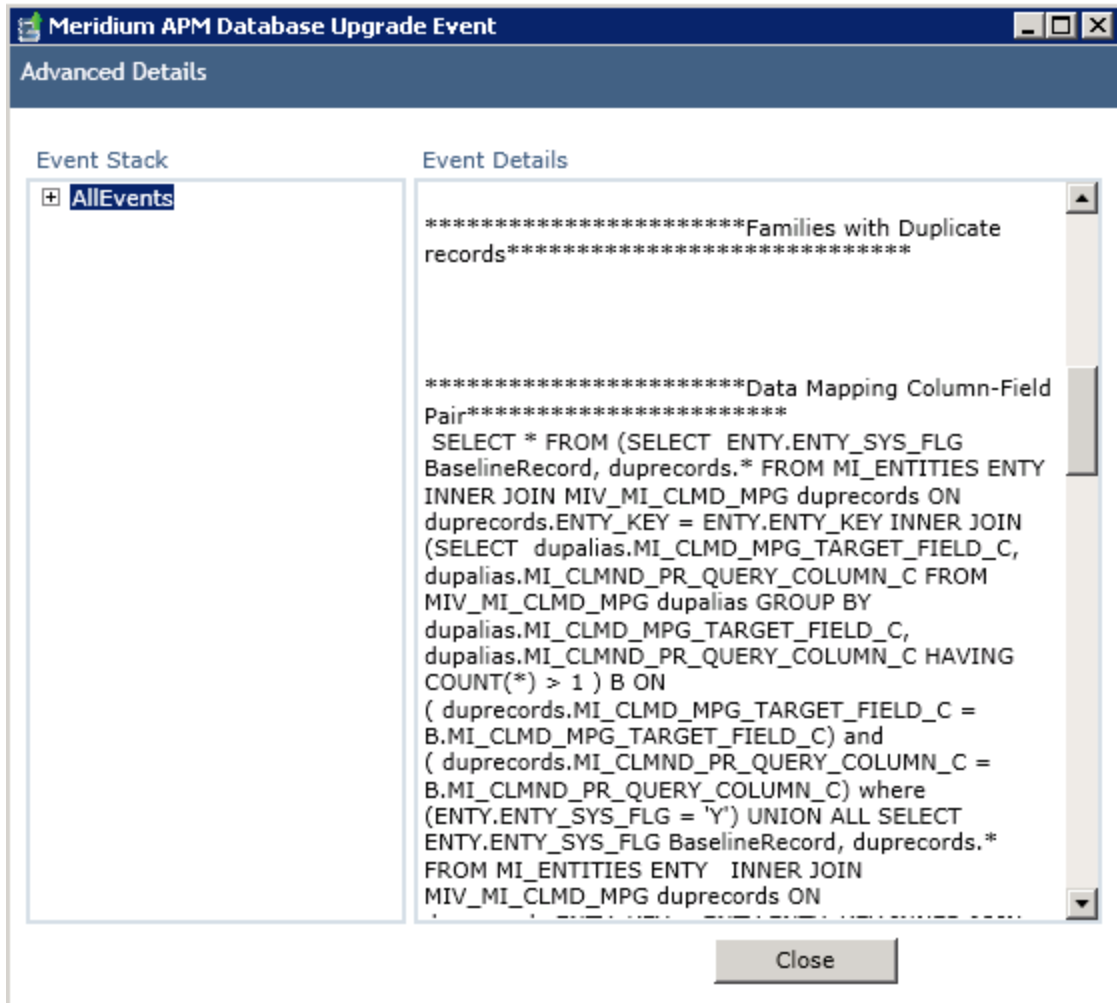 Meridium APM Database Upgrade Event
Advanced Details
Event Stack
AllEvents
Event Details
************************Families with Duplicate
records******************************
************************Data Mapping Column-Field
Pair************************
SELECT * FROM (SELECT  ENTY.ENTY_SYS_FLG
BaselineRecord, duprecords.* FROM MI_ENTITIES ENTY
INNER JOIN MIV_MI_CLMD_MPG duprecords ON
duprecords.ENTY_KEY = ENTY.ENTY_KEY INNER JOIN
(SELECT  dupalias.MI_CLMD_MPG_TARGET_FIELD_C,
dupalias.MI_CLMND_PR_QUERY_COLUMN_C FROM
MIV_MI_CLMD_MPG dupalias GROUP BY
dupalias.MI_CLMD_MPG_TARGET_FIELD_C,
dupalias.MI_CLMND_PR_QUERY_COLUMN_C HAVING
COUNT(*) > 1 ) B ON
( duprecords.MI_CLMD_MPG_TARGET_FIELD_C =
B.MI_CLMD_MPG_TARGET_FIELD_C) and
( duprecords.MI_CLMND_PR_QUERY_COLUMN_C =
B.MI_CLMND_PR_QUERY_COLUMN_C) where
(ENTY.ENTY_SYS_FLG = 'Y') UNION ALL SELECT
ENTY.ENTY_SYS_FLG BaselineRecord, duprecords.*
FROM MI_ENTITIES ENTY   INNER JOIN
MIV_MI_CLMD_MPG duprecords ON
Close